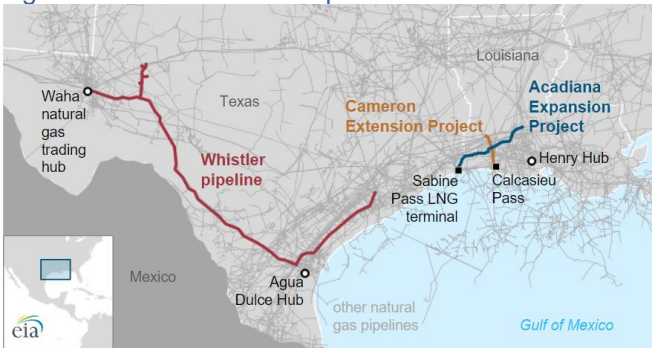 Louisiana
Waha
natural
gas
trading
hub
Texas
Whistler
pipeline
Cameron
Extension Project
Acadiana
Expansion
Project
Henry Hub
Sabine
Pass LNG
terminal
Calcasieu
Pass
Mexico
Agua
Dulce Hub
other natural
gas pipelines
Gulf of Mexico
eia